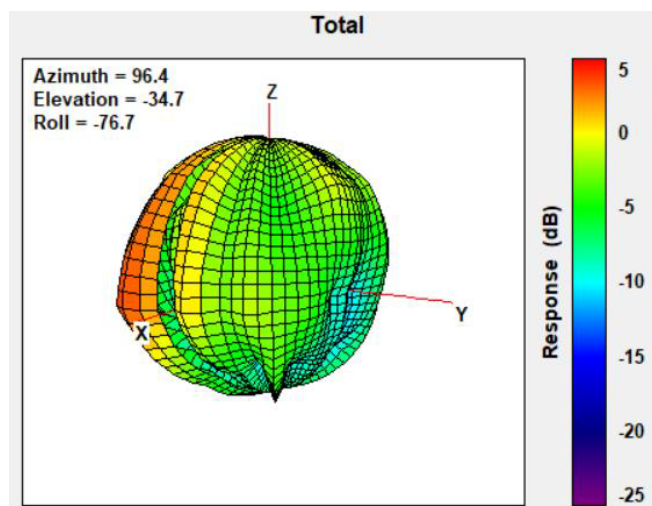 Total
Azimuth = 96.4
Elevation = -34.7
Roll = -76.7
Z
X
Y
Response (dB)
5
0
-5
-10
-15
-20
-25